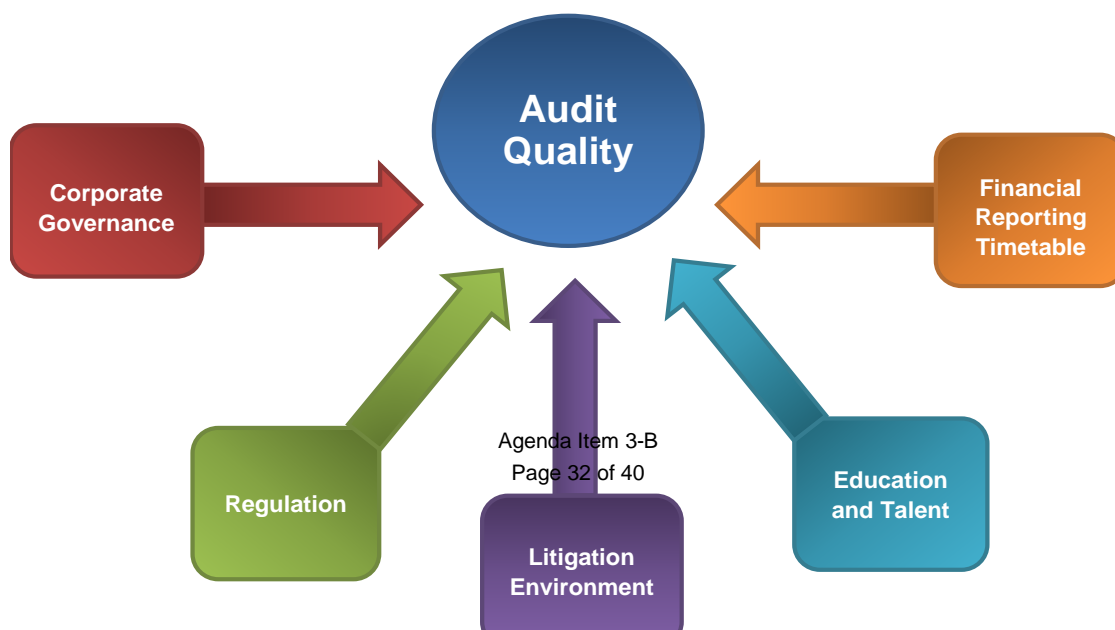 Audit
Quality
Corporate
Governance
Financial
Reporting
Timetable
Regulation
Agenda Item 3-B
Page 32 of 40
Litigation
Environment
Education
and Talent